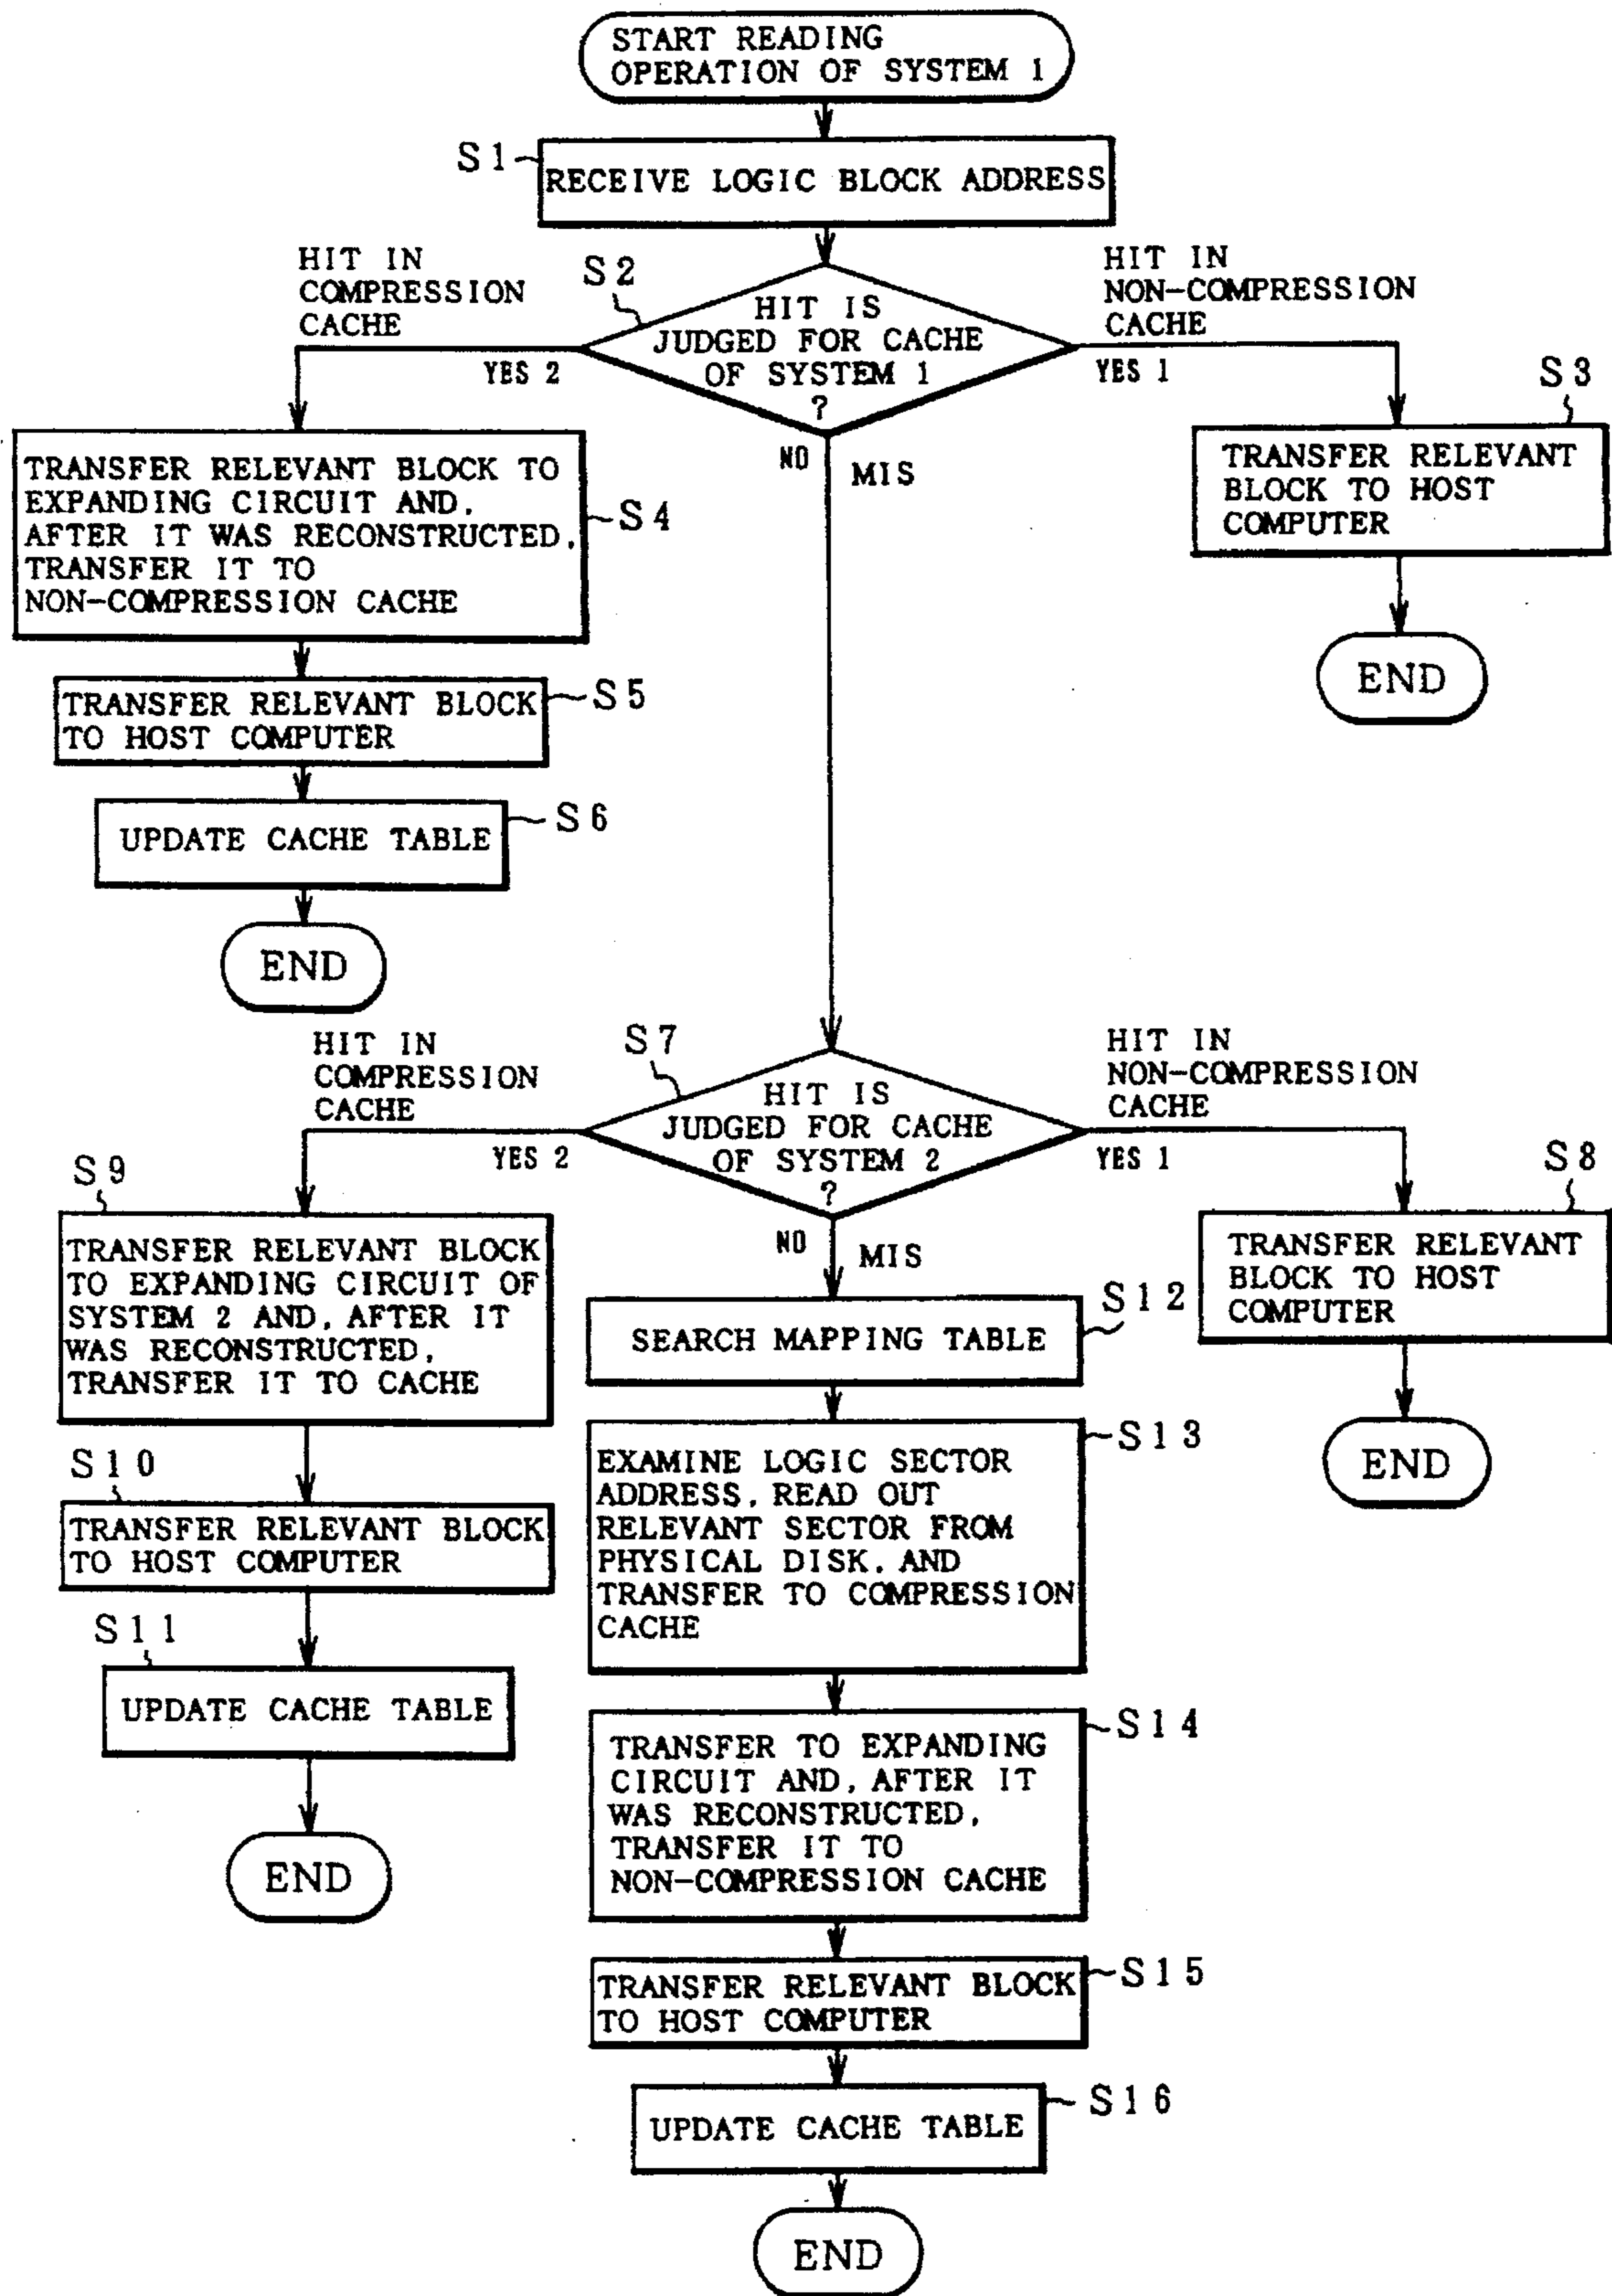 START READING
OPERATION OF SYSTEM 1
S1
RECEIVE LOGIC BLOCK ADDRESS
HIT IN
COMPRESSION
CACHE
S2
HIT IS
JUDGED FOR CACHE
OF SYSTEM 1
?
HIT IN
NON-COMPRESSION
CACHE
YES 2
YES 1
NO
MIS
S3
TRANSFER RELEVANT
BLOCK TO HOST
COMPUTER
END
TRANSFER RELEVANT BLOCK TO
EXPANDING CIRCUIT AND,
AFTER IT WAS RECONSTRUCTED,
TRANSFER IT TO
NON-COMPRESSION CACHE
S4
TRANSFER RELEVANT BLOCK
TO HOST COMPUTER
S5
UPDATE CACHE TABLE
S6
END
HIT IN
COMPRESSION
CACHE
S7
HIT IS
JUDGED FOR CACHE
OF SYSTEM 2
?
HIT IN
NON-COMPRESSION
CACHE
YES 2
YES 1
NO
MIS
S8
TRANSFER RELEVANT
BLOCK TO HOST
COMPUTER
END
S9
TRANSFER RELEVANT BLOCK
TO EXPANDING CIRCUIT OF
SYSTEM 2 AND, AFTER IT
WAS RECONSTRUCTED,
TRANSFER IT TO CACHE
S10
TRANSFER RELEVANT BLOCK
TO HOST COMPUTER
S11
UPDATE CACHE TABLE
END
S12
SEARCH MAPPING TABLE
S13
EXAMINE LOGIC SECTOR
ADDRESS, READ OUT
RELEVANT SECTOR FROM
PHYSICAL DISK, AND
TRANSFER TO COMPRESSION
CACHE
S14
TRANSFER TO EXPANDING
CIRCUIT AND, AFTER IT
WAS RECONSTRUCTED,
TRANSFER IT TO
NON-COMPRESSION CACHE
S15
TRANSFER RELEVANT BLOCK
TO HOST COMPUTER
S16
UPDATE CACHE TABLE
END